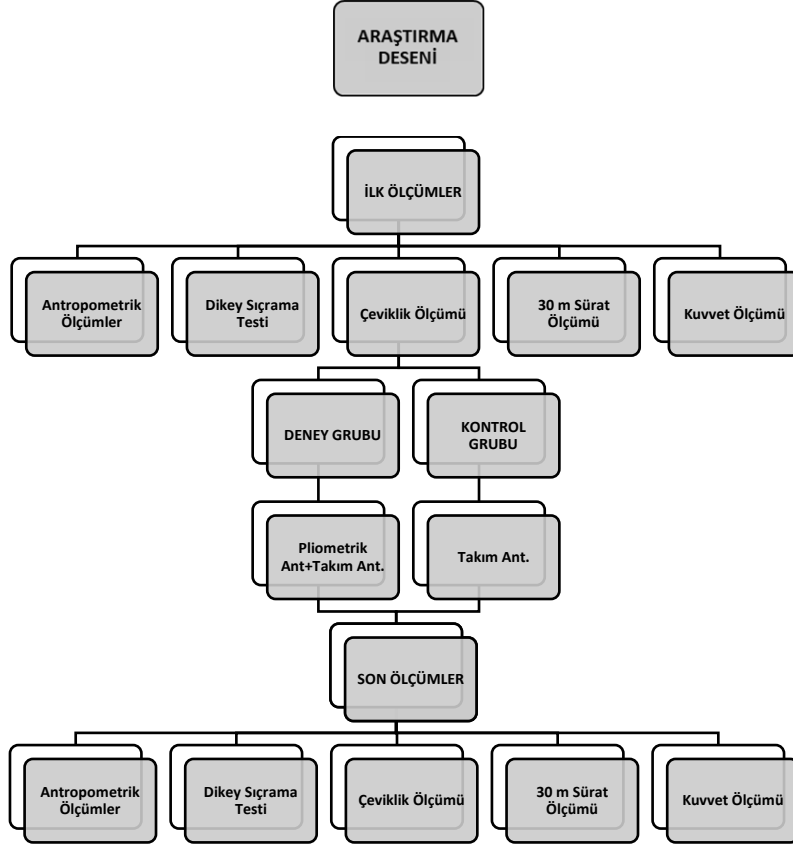 ARAŞTIRMA
DESENİ
İLK ÖLÇÜMLER
Antropometrik
Ölçümler
Dikey Sıçrama
Testi
Çeviklik Ölçümü
30 m Sürat
Ölçümü
Kuvvet Ölçümü
DENEY GRUBU
KONTROL
GRUBU
Pliometrik
Ant+Takım Ant.
Takım Ant.
SON ÖLÇÜMLER
Antropometrik
Ölçümler
Dikey Sıçrama
Testi
Çeviklik Ölçümü
30 m Sürat
Ölçümü
Kuvvet Ölçümü